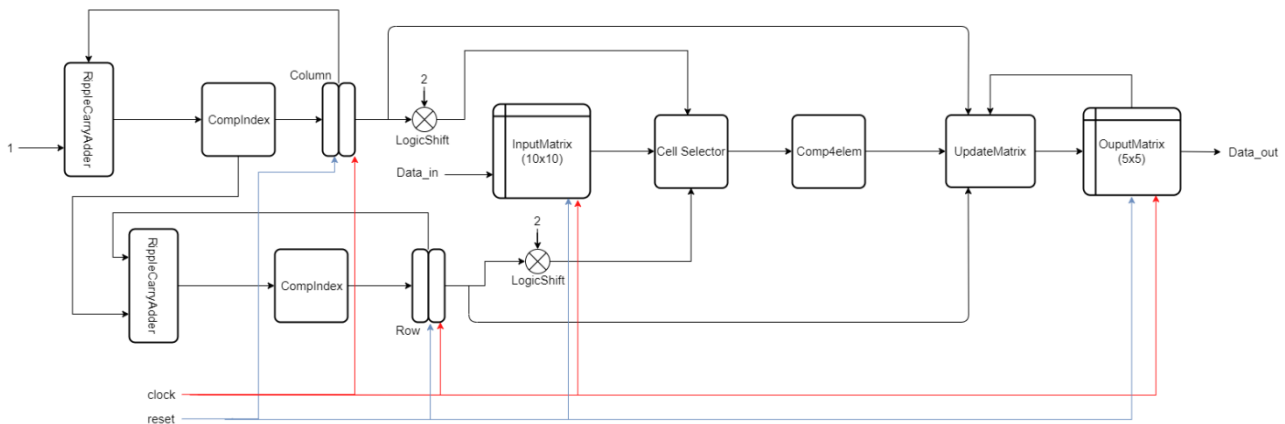 1
RippleCarryAdder
CompIndex
Column
2
LogicShift
InputMatrix
(10x10)
Data_in
Cell Selector
Comp4elem
UpdateMatrix
OuputMatrix
(5x5)
Data_out
RippleCarryAdder
CompIndex
Row
2
LogicShift
clock
reset